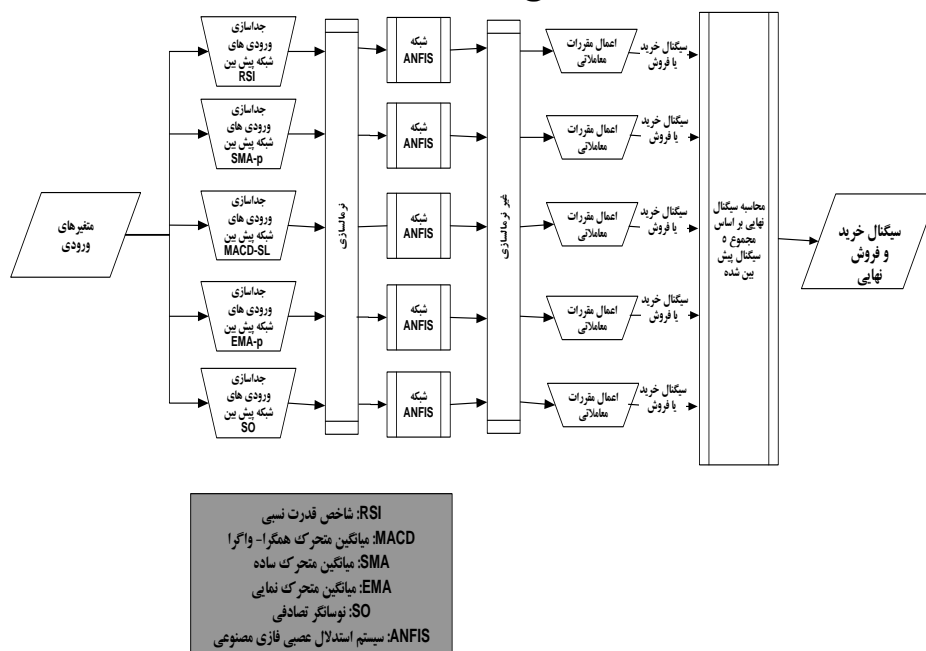 متغیرهای
ورودی
جداسازی
ورودی های
شبکه پیش بین
RSI
جداسازی
ورودی های
شبکه پیش بین
SMA-p
جداسازی
ورودی های
شبکه پیش بین
MACD-SL
جداسازی
ورودی های
شبکه پیش بین
EMA-p
جداسازی
ورودی های
شبکه پیش بین
SO
نرمالسازی
شبکه
ANFIS
شبکه
ANFIS
شبکه
ANFIS
شبکه
ANFIS
شبکه
ANFIS
غیر نرمالسازی
اعمال مقررات
معاملاتی
اعمال مقررات
معاملاتی
اعمال مقررات
معاملاتی
اعمال مقررات
معاملاتی
اعمال مقررات
معاملاتی
سیگنال خرید
یا فروش
سیگنال خرید
یا فروش
سیگنال خرید
یا فروش
سیگنال خرید
یا فروش
سیگنال خرید
یا فروش
محاسبه سیگنال
نهایی بر اساس
مجموع ۵
سیگنال پیش
بین شده
سیگنال خرید
و فروش
نهایی
RSI: شاخص قدرت نسبی
MACD: میانگین متحرک همگرا- واگرا
SMA: میانگین متحرک ساده
EMA: میانگین متحرک نمایی
SO: نوسانگر تصادفی
ANFIS: سیستم استدلال عصبی فازی مصنوعی